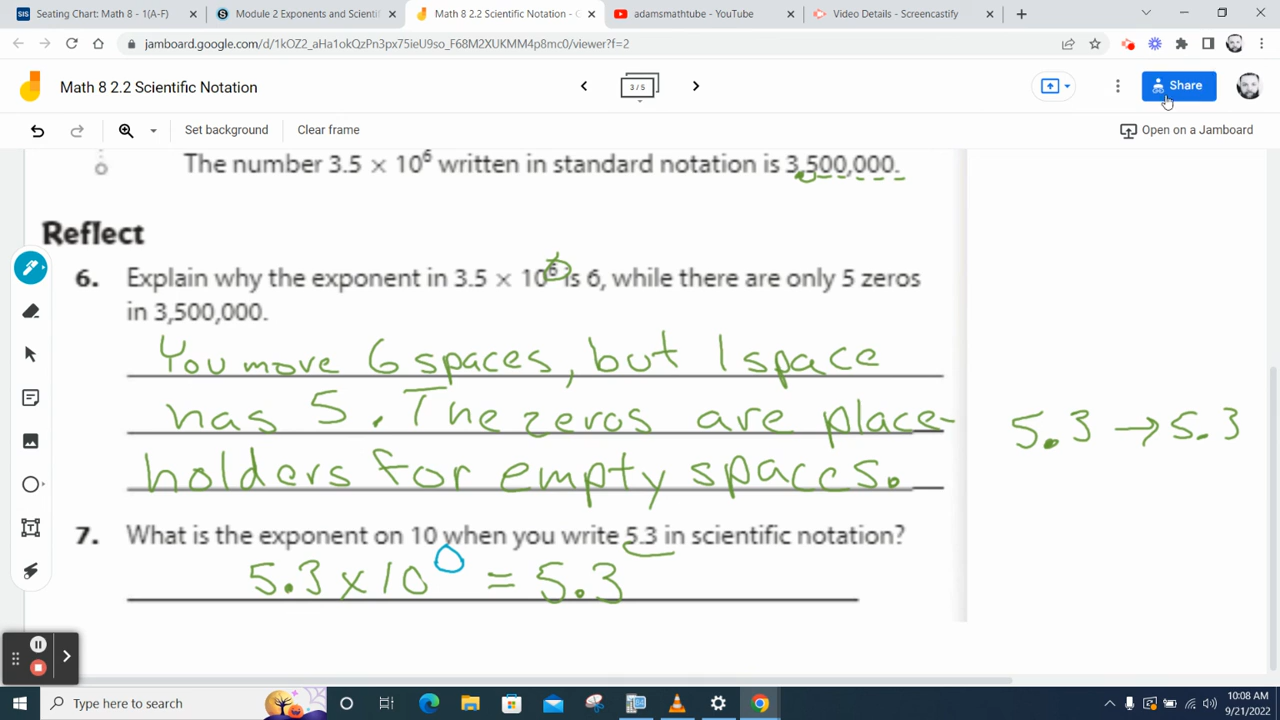 Seating Chart: Math 8 - 1(A-F)
Module 2 Exponents and Scientifi
Math 8 2.2 Scientific Notation - G
adamsmathtube - YouTube
Video Details - Screencastify
jamboard.google.com/d/1kOZ2_aHa1okQzPn3px75ieU9so_F68M2XUKMM4p8mc0/viewer?f=2
Math 8 2.2 Scientific Notation
3 / 5
Share
Set background
Clear frame
Open on a Jamboard
The number 3.5 × 10⁶ written in standard notation is 3,500,000.
Reflect
6. Explain why the exponent in 3.5 × 10⁶ is 6, while there are only 5 zeros
in 3,500,000.
You move 6 spaces, but 1 space
has 5. The zeros are place-
holders for empty spaces.
5.3 → 5.3
7. What is the exponent on 10 when you write 5.3 in scientific notation?
5.3 x 10⁰ = 5.3
Type here to search
10:08 AM
9/21/2022